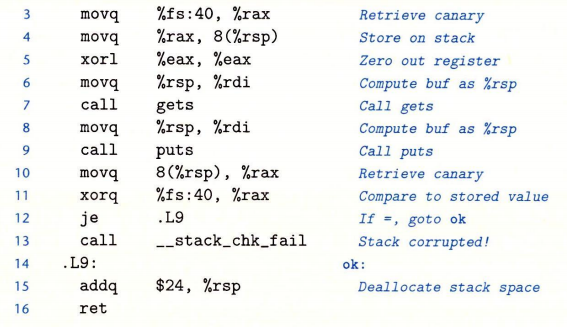 3 movq %fs:40, %rax Retrieve canary
4 movq %rax, 8(%rsp) Store on stack
5 xorl %eax, %eax Zero out register
6 movq %rsp, %rdi Compute buf as %rsp
7 call gets Call gets
8 movq %rsp, %rdi Compute buf as %rsp
9 call puts Call puts
10 movq 8(%rsp), %rax Retrieve canary
11 xorq %fs:40, %rax Compare to stored value
12 je .L9 If =, goto ok
13 call __stack_chk_fail Stack corrupted!
14 .L9: ok:
15 addq $24, %rsp Deallocate stack space
16 ret